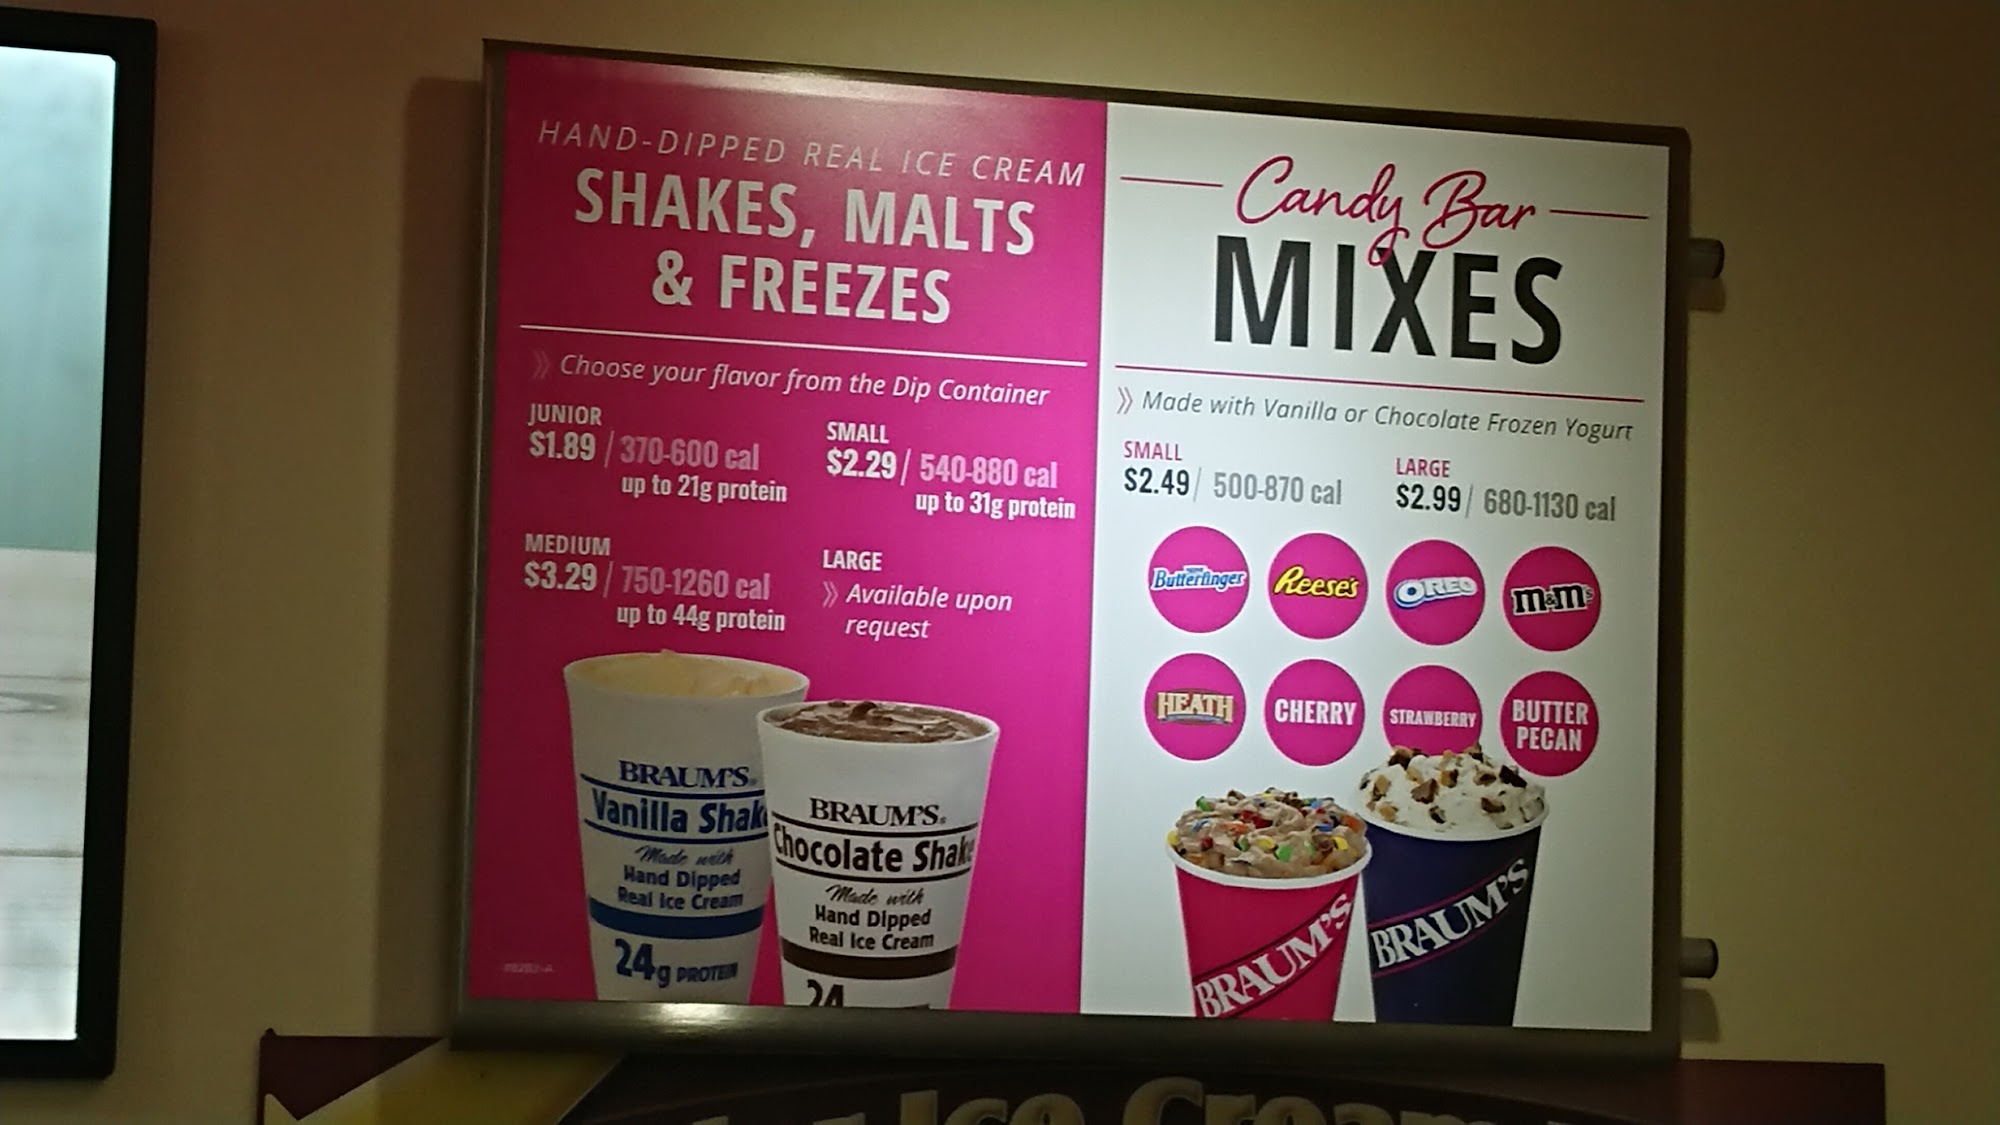 HAND-DIPPED REAL ICE CREAM
SHAKES, MALTS
& FREEZES
» Choose your flavor from the Dip Container
JUNIOR
$1.89 / 370-600 cal
up to 21g protein
SMALL
$2.29 / 540-880 cal
up to 31g protein
MEDIUM
$3.29 / 750-1260 cal
up to 44g protein
LARGE
» Available upon
request
BRAUM'S®
Vanilla Shak
Made with
Hand Dipped
Real Ice Cream
24g PROTEIN
BRAUM'S®
Chocolate Shake
Made with
Hand Dipped
Real Ice Cream
24
Candy Bar
MIXES
» Made with Vanilla or Chocolate Frozen Yogurt
SMALL
$2.49 / 500-870 cal
LARGE
$2.99 / 680-1130 cal
Butterfinger
Reese's
OREO
m&m's
HEATH
CHERRY
STRAWBERRY
BUTTER
PECAN
BRAUM'S
BRAUM'S
Ice Cream